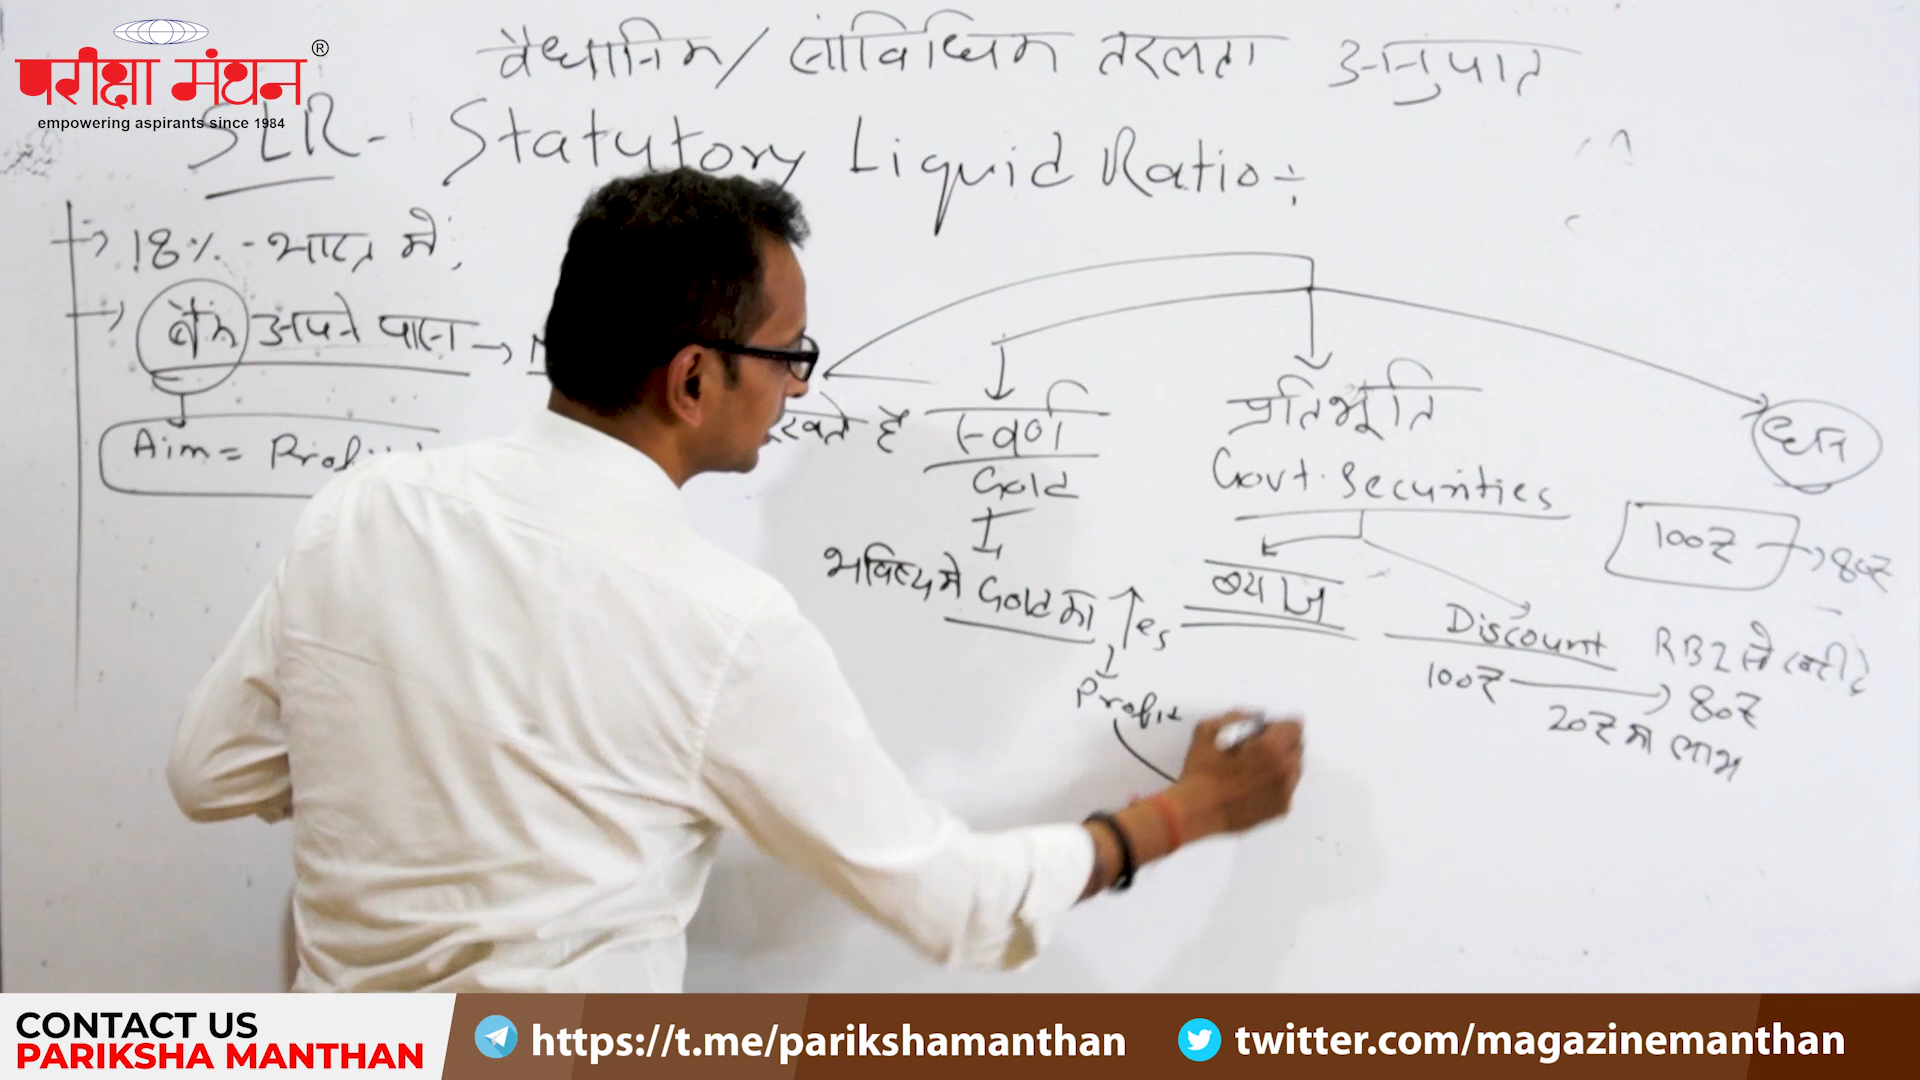 परीक्षा मंथन ®
empowering aspirants since 1984
वैधानिक/सांविधिक तरलता अनुपात
SLR- Statutory Liquid Ratio÷
→ 18% - भारत में
→ बैंक अपने पास →
Aim = Profit
रखते हैं
स्वर्ण
Gold
भविष्य में Gold का ↑es
Profit
प्रतिभूति
Govt. Securities
ब्याज
Discount
100₹ → 80₹
20₹ का लाभ
धन
100₹ → 80₹
RBI से
CONTACT US
PARIKSHA MANTHAN
https://t.me/parikshamanthan
twitter.com/magazinemanthan